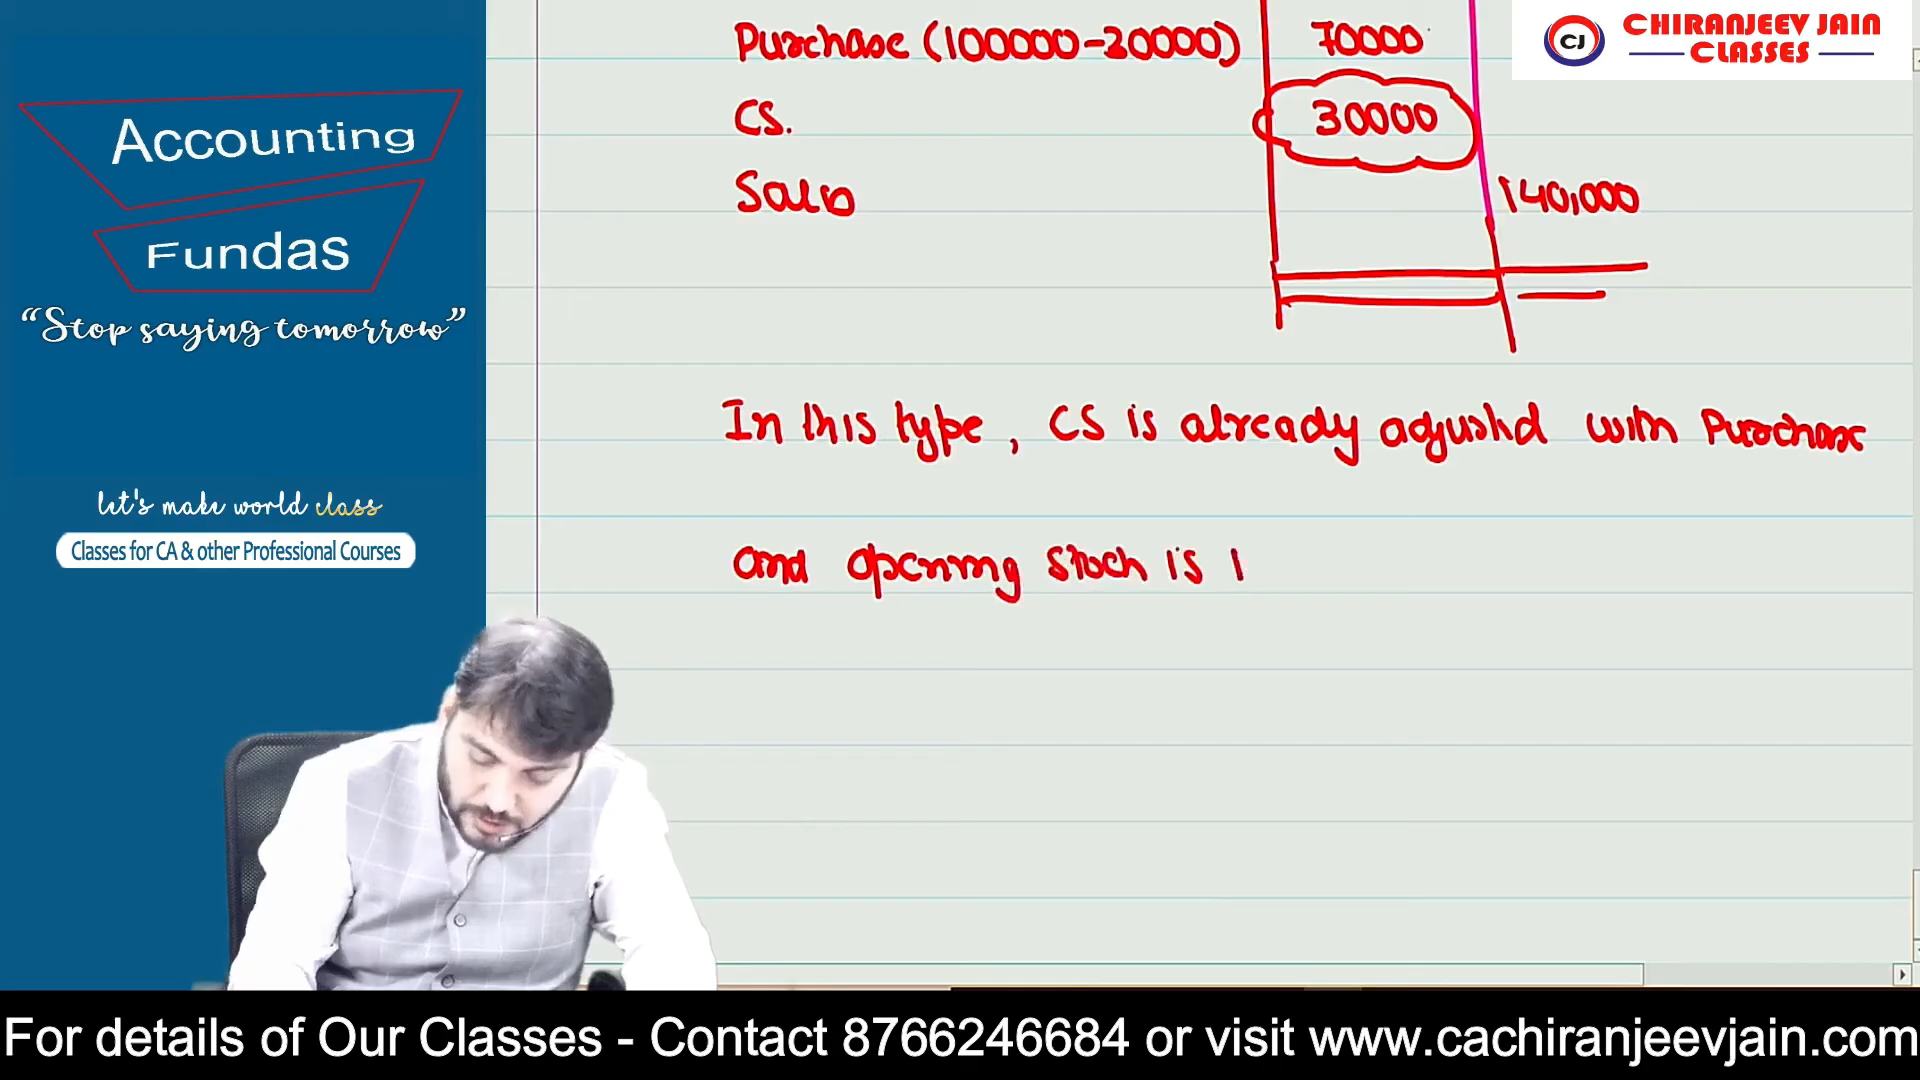 Purchase (100000-30000) 70000
CS. 30000
Sales 140,000
In this type, CS is already adjusted with Purchase
and opening stock is
CHIRANJEEV JAIN
CLASSES
CJ
Accounting
Fundas
“Stop saying tomorrow”
let's make world class
Classes for CA & other Professional Courses
For details of Our Classes - Contact 8766246684 or visit www.cachiranjeevjain.com